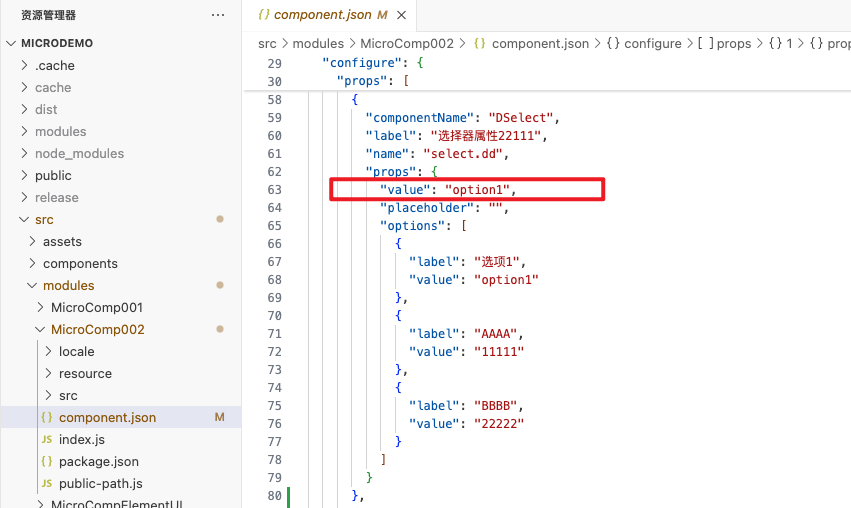 资源管理器 ···
MICRODEMO
.cache
cache
dist
modules
node_modules
public
release
src
assets
components
modules
MicroComp001
MicroComp002
locale
resource
src
{ } component.json M
JS index.js
{ } package.json
JS public-path.js
MicroCompElementUI
{ } component.json M ×
src > modules > MicroComp002 > { } component.json > { } configure > [ ] props > { } 1 > { } prop
29 "configure": {
30 "props": [
58 {
59 "componentName": "DSelect",
60 "label": "选择器属性22111",
61 "name": "select.dd",
62 "props": {
63 "value": "option1",
64 "placeholder": "",
65 "options": [
66 {
67 "label": "选项1",
68 "value": "option1"
69 },
70 {
71 "label": "AAAA",
72 "value": "11111"
73 },
74 {
75 "label": "BBBB",
76 "value": "22222"
77 }
78 ]
79 }
80 },